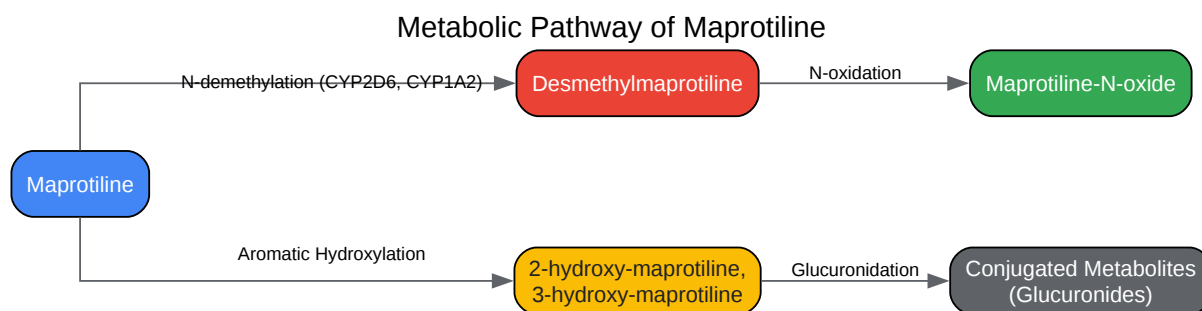 Metabolic Pathway of Maprotiline
N-demethylation (CYP2D6, CYP1A2)
Desmethylmaprotiline
N-oxidation
Maprotiline-N-oxide
Maprotiline
Aromatic Hydroxylation
2-hydroxy-maprotiline,
3-hydroxy-maprotiline
Glucuronidation
Conjugated Metabolites
(Glucuronides)